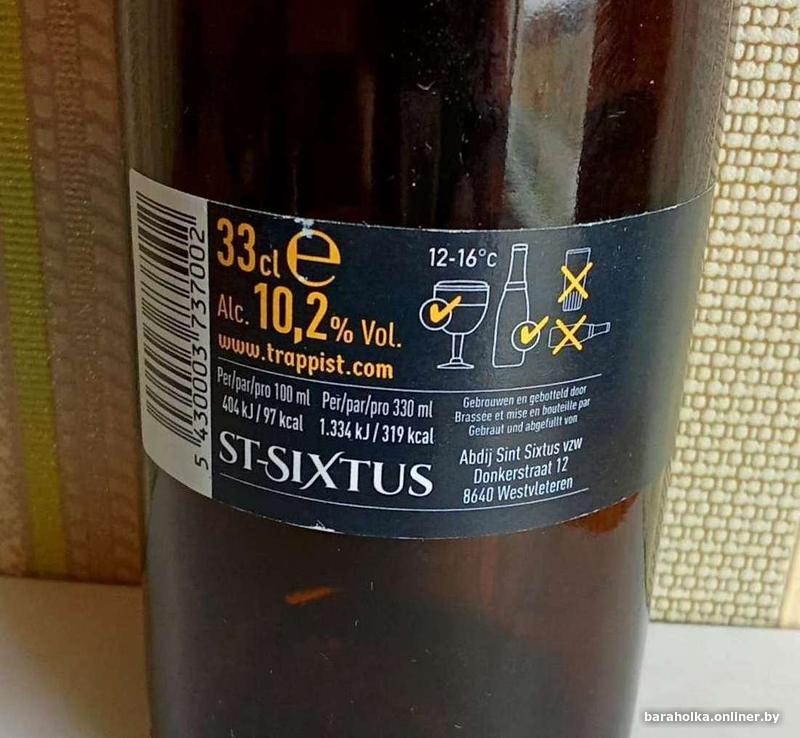 5 430003 737002
33 cl e
Alc. 10,2% Vol.
www.trappist.com
Per/par/pro 100 ml Per/par/pro 330 ml
404 kJ / 97 kcal 1.334 kJ / 319 kcal
ST-SIXTUS
12-16°C
Gebrouwen en gebotteld door
Brassée et mise en bouteille par
Gebraut und abgefüllt von
Abdij Sint Sixtus vzw
Donkerstraat 12
8640 Westvleteren
baraholka.onliner.by